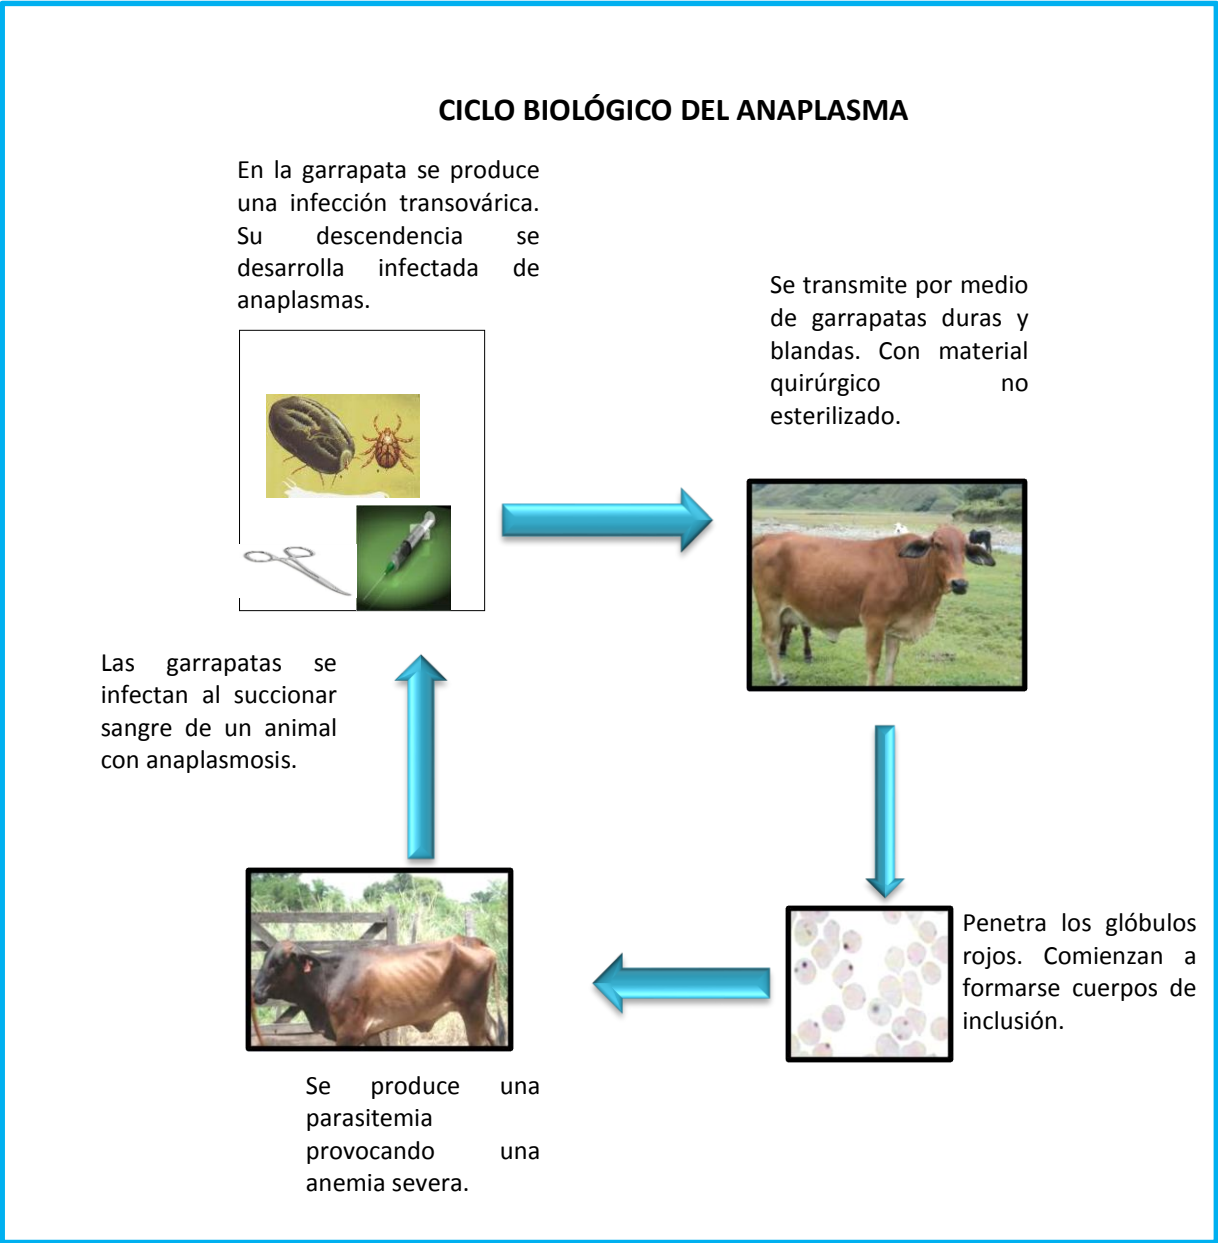 CICLO BIOLÓGICO DEL ANAPLASMA
En la garrapata se produce
una infección transovárica.
Su descendencia se
desarrolla infectada de
anaplasmas.
Se transmite por medio
de garrapatas duras y
blandas. Con material
quirúrgico no
esterilizado.
Las garrapatas se
infectan al succionar
sangre de un animal
con anaplasmosis.
Penetra los glóbulos
rojos. Comienzan a
formarse cuerpos de
inclusión.
Se produce una
parasitemia
provocando una
anemia severa.